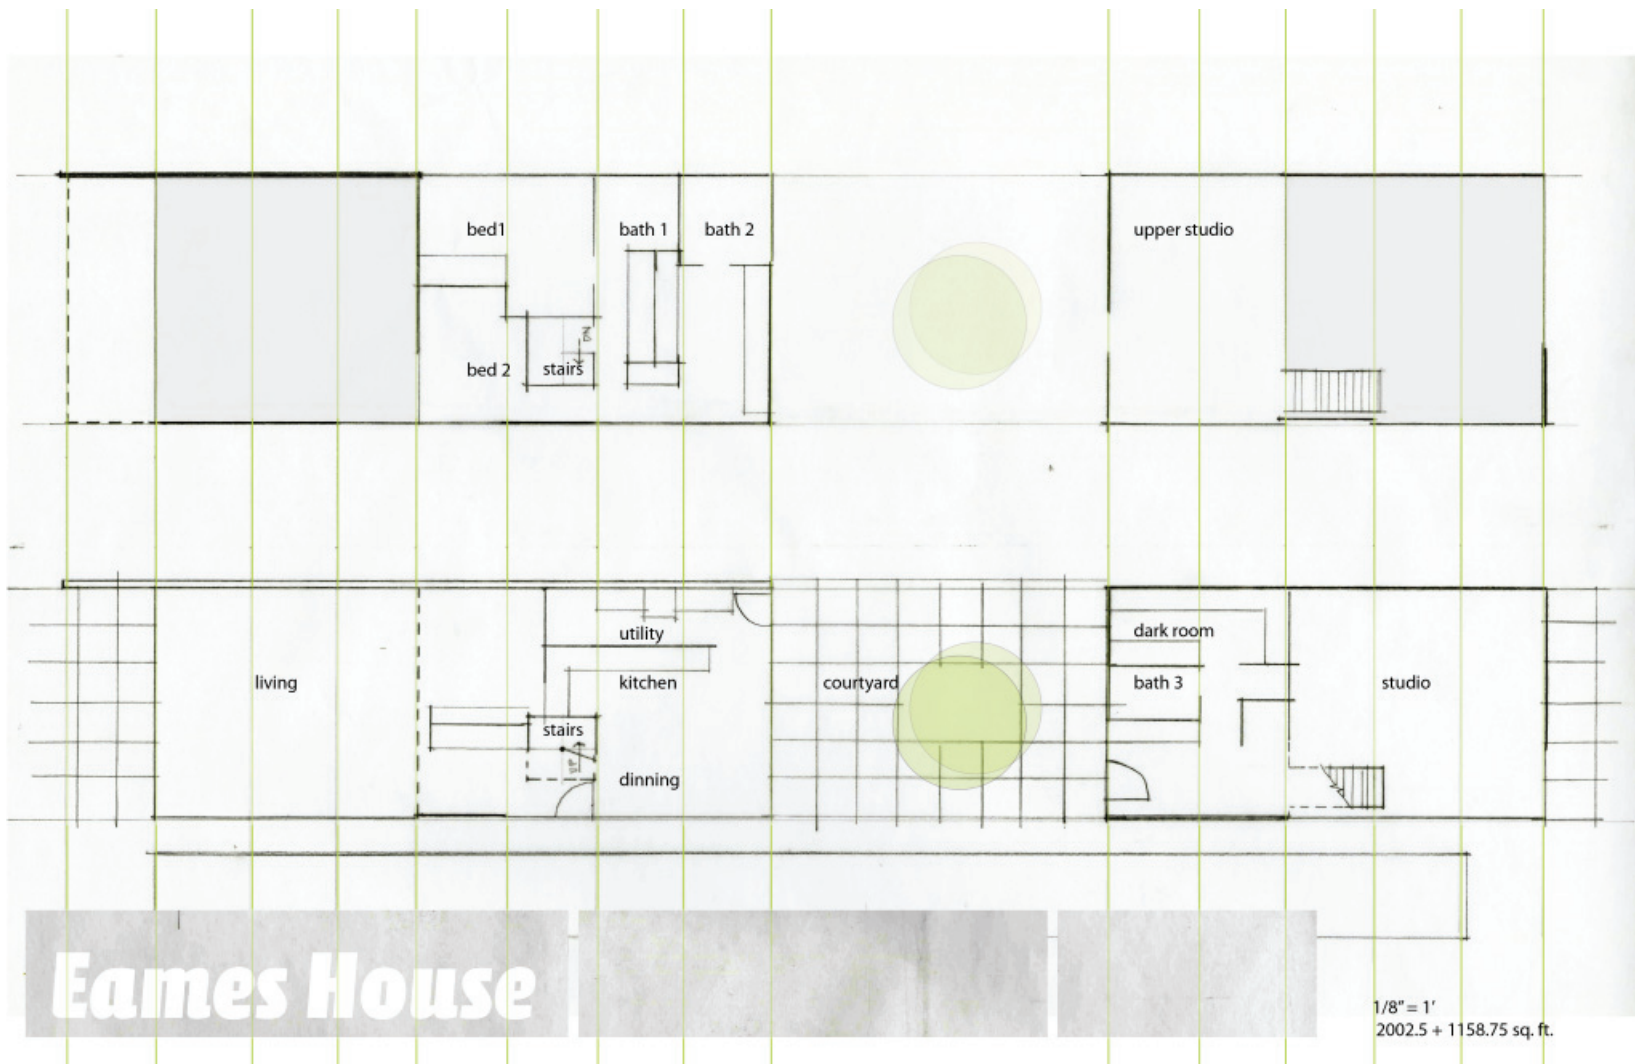 bed1
bath 1
bath 2
upper studio
DN
bed 2
stairs
utility
dark room
living
kitchen
courtyard
bath 3
studio
stairs
UP
dinning
Eames House
1/8" = 1'
2002.5 + 1158.75 sq. ft.